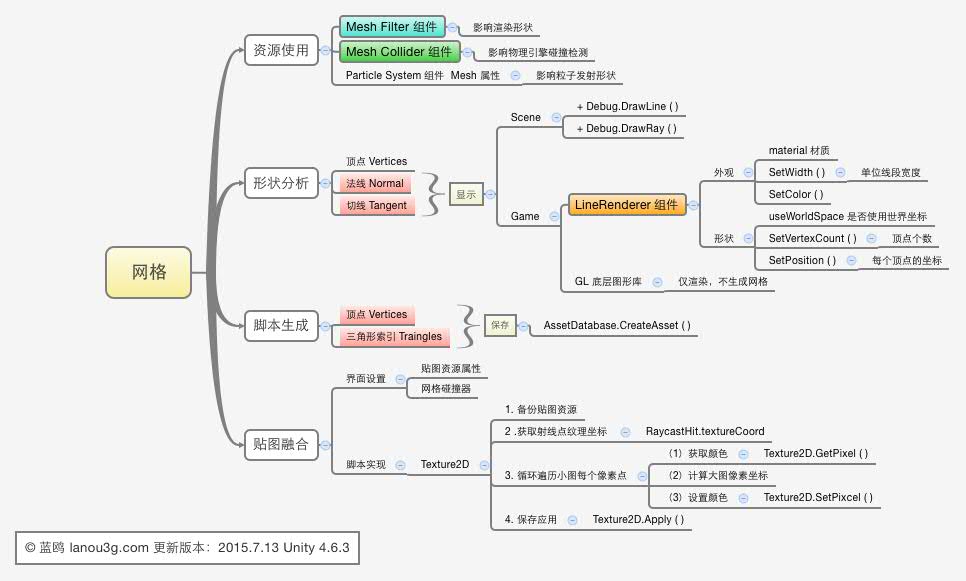 网格
资源使用
Mesh Filter 组件
影响渲染形状
Mesh Collider 组件
影响物理引擎碰撞检测
Particle System 组件 Mesh 属性
影响粒子发射形状
形状分析
顶点 Vertices
法线 Normal
切线 Tangent
显示
Scene
+ Debug.DrawLine ( )
+ Debug.DrawRay ( )
Game
LineRenderer 组件
外观
material 材质
SetWidth ( )
单位线段宽度
SetColor ( )
形状
useWorldSpace 是否使用世界坐标
SetVertexCount ( )
顶点个数
SetPosition ( )
每个顶点的坐标
GL 底层图形库
仅渲染，不生成网格
脚本生成
顶点 Vertices
三角形索引 Traingles
保存
AssetDatabase.CreateAsset ( )
贴图融合
界面设置
贴图资源属性
网格碰撞器
脚本实现
Texture2D
1. 备份贴图资源
2 .获取射线点纹理坐标
RaycastHit.textureCoord
3. 循环遍历小图每个像素点
（1）获取颜色
Texture2D.GetPixel ( )
（2）计算大图像素坐标
（3）设置颜色
Texture2D.SetPixcel ( )
4. 保存应用
Texture2D.Apply ( )
© 蓝鸥 lanou3g.com 更新版本：2015.7.13 Unity 4.6.3